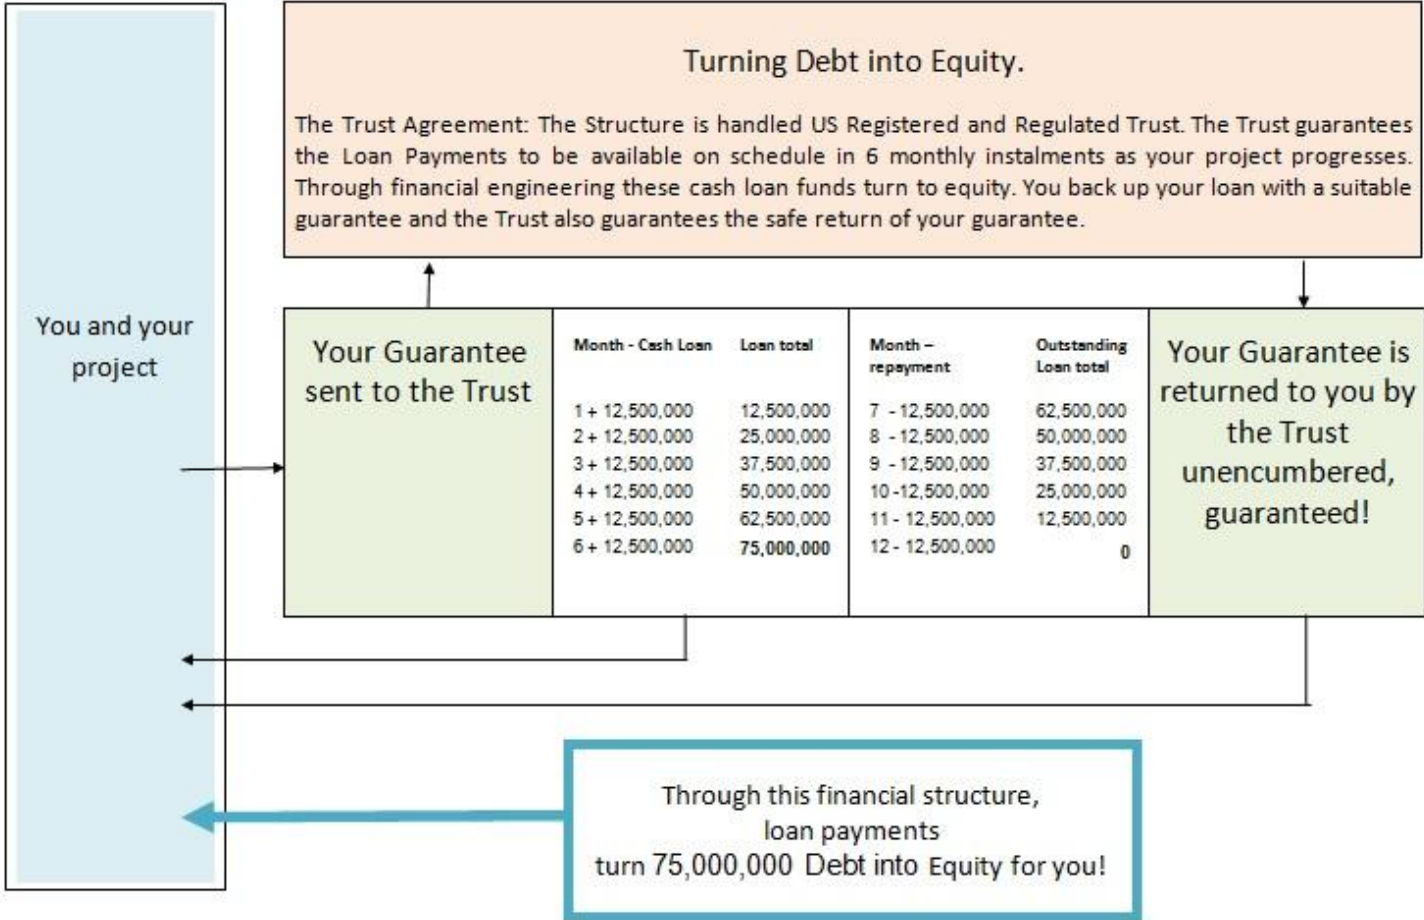 Turning Debt into Equity.
The Trust Agreement: The Structure is handled US Registered and Regulated Trust. The Trust guarantees
the Loan Payments to be available on schedule in 6 monthly instalments as your project progresses.
Through financial engineering these cash loan funds turn to equity. You back up your loan with a suitable
guarantee and the Trust also guarantees the safe return of your guarantee.
You and your
project
Your Guarantee
sent to the Trust
Month - Cash Loan Loan total
1 + 12,500,000 12,500,000
2 + 12,500,000 25,000,000
3 + 12,500,000 37,500,000
4 + 12,500,000 50,000,000
5 + 12,500,000 62,500,000
6 + 12,500,000 75,000,000
Month – Outstanding
repayment Loan total
7 - 12,500,000 62,500,000
8 - 12,500,000 50,000,000
9 - 12,500,000 37,500,000
10 -12,500,000 25,000,000
11 - 12,500,000 12,500,000
12 - 12,500,000 0
Your Guarantee is
returned to you by
the Trust
unencumbered,
guaranteed!
Through this financial structure,
loan payments
turn 75,000,000 Debt into Equity for you!